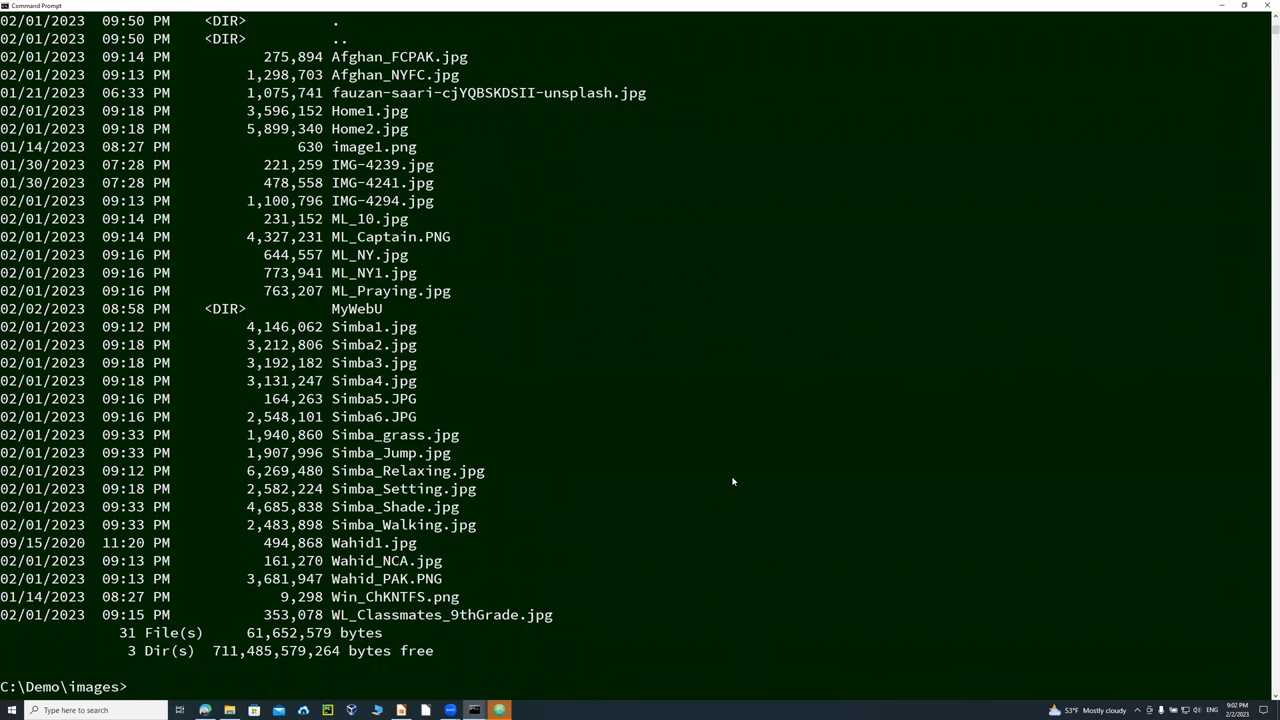 Command Prompt
02/01/2023  09:50 PM    <DIR>          .
02/01/2023  09:50 PM    <DIR>          ..
02/01/2023  09:14 PM           275,894 Afghan_FCPAK.jpg
02/01/2023  09:13 PM         1,298,703 Afghan_NYFC.jpg
01/21/2023  06:33 PM         1,075,741 fauzan-saari-cjYQBSKDSII-unsplash.jpg
02/01/2023  09:18 PM         3,596,152 Home1.jpg
02/01/2023  09:18 PM         5,899,340 Home2.jpg
01/14/2023  08:27 PM               630 image1.png
01/30/2023  07:28 PM           221,259 IMG-4239.jpg
01/30/2023  07:28 PM           478,558 IMG-4241.jpg
02/01/2023  09:13 PM         1,100,796 IMG-4294.jpg
02/01/2023  09:14 PM           231,152 ML_10.jpg
02/01/2023  09:14 PM         4,327,231 ML_Captain.PNG
02/01/2023  09:16 PM           644,557 ML_NY.jpg
02/01/2023  09:16 PM           773,941 ML_NY1.jpg
02/01/2023  09:16 PM           763,207 ML_Praying.jpg
02/02/2023  08:58 PM    <DIR>          MyWebU
02/01/2023  09:12 PM         4,146,062 Simba1.jpg
02/01/2023  09:18 PM         3,212,806 Simba2.jpg
02/01/2023  09:18 PM         3,192,182 Simba3.jpg
02/01/2023  09:18 PM         3,131,247 Simba4.jpg
02/01/2023  09:16 PM           164,263 Simba5.JPG
02/01/2023  09:16 PM         2,548,101 Simba6.JPG
02/01/2023  09:33 PM         1,940,860 Simba_grass.jpg
02/01/2023  09:33 PM         1,907,996 Simba_Jump.jpg
02/01/2023  09:12 PM         6,269,480 Simba_Relaxing.jpg
02/01/2023  09:18 PM         2,582,224 Simba_Setting.jpg
02/01/2023  09:33 PM         4,685,838 Simba_Shade.jpg
02/01/2023  09:33 PM         2,483,898 Simba_Walking.jpg
09/15/2020  11:20 PM           494,868 Wahid1.jpg
02/01/2023  09:13 PM           161,270 Wahid_NCA.jpg
02/01/2023  09:13 PM         3,681,947 Wahid_PAK.PNG
01/14/2023  08:27 PM             9,298 Win_ChKNTFS.png
02/01/2023  09:15 PM           353,078 WL_Classmates_9thGrade.jpg
31 File(s)     61,652,579 bytes
3 Dir(s)  711,485,579,264 bytes free
C:\Demo\images>
Type here to search
53°F Mostly cloudy
ENG
9:02 PM
2/2/2023